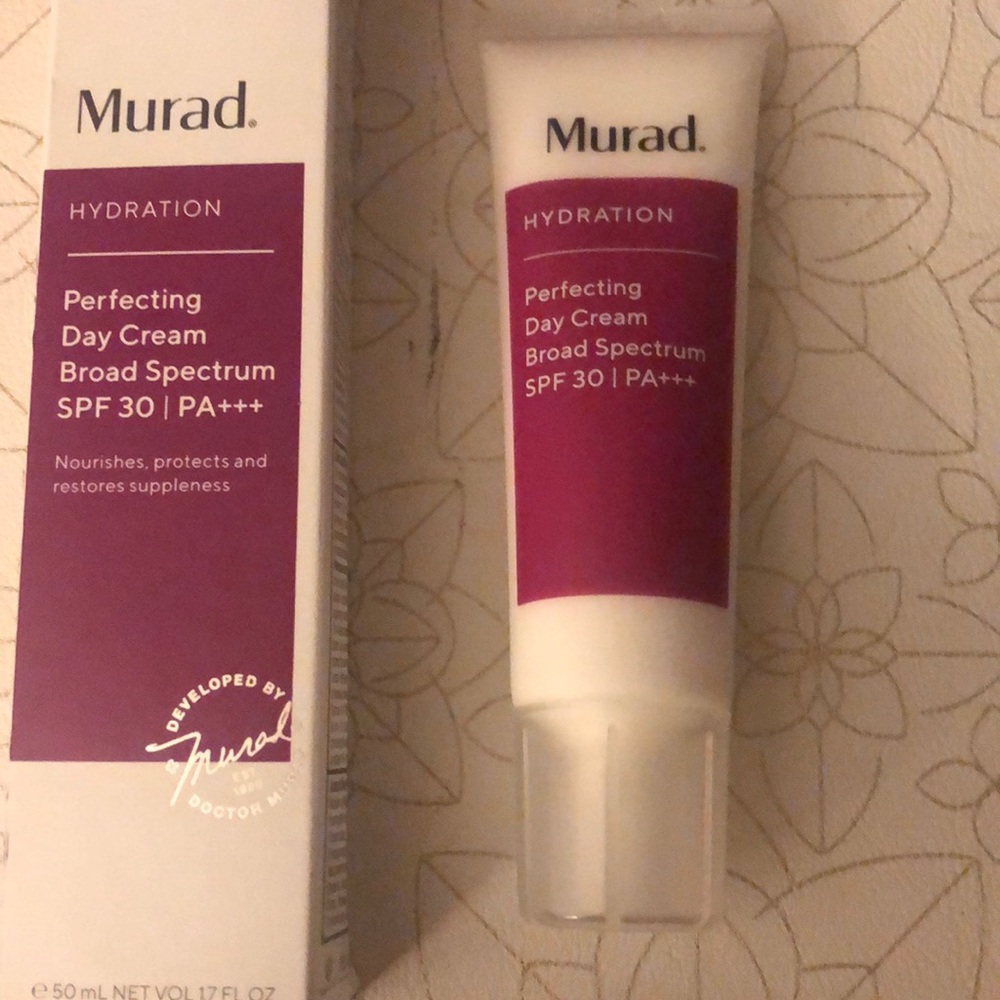 Murad.
HYDRATION
Perfecting
Day Cream
Broad Spectrum
SPF 30 | PA+++
Nourishes, protects and
restores suppleness
DEVELOPED BY
Murad
EST
DOCTOR
℮ 50 mL NET VOL 1.7 FL OZ
Murad.
HYDRATION
Perfecting
Day Cream
Broad Spectrum
SPF 30 | PA+++